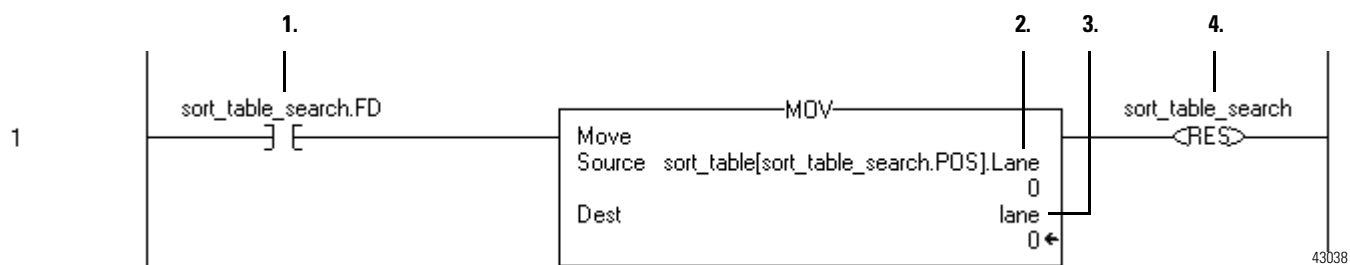 1. 2. 3. 4.
sort_table_search.FD MOV sort_table_search
1 Move RES
Source sort_table[sort_table_search.POS].Lane
0
Dest lane
0
43038